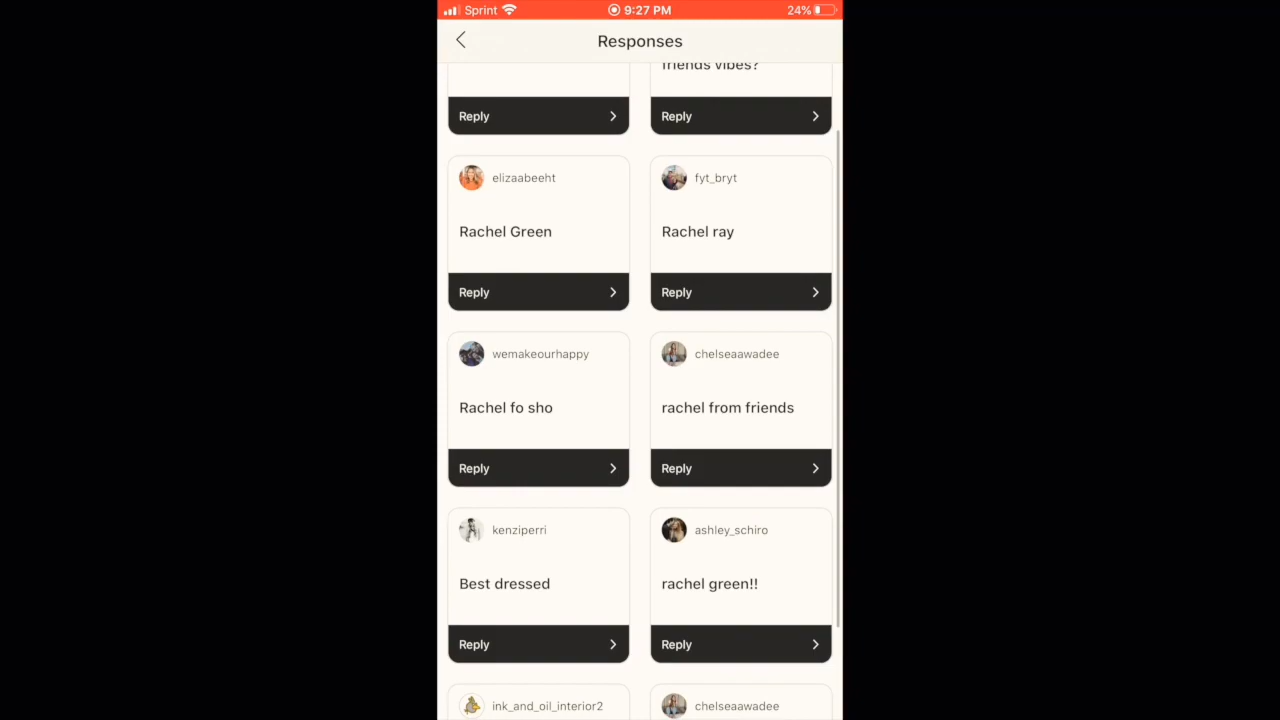 Sprint 9:27 PM 24%
Responses
friends vibes?
Reply Reply
elizaabeeht fyt_bryt
Rachel Green Rachel ray
Reply Reply
wemakeourhappy chelseaawadee
Rachel fo sho rachel from friends
Reply Reply
kenziperri ashley_schiro
Best dressed rachel green!!
Reply Reply
ink_and_oil_interior2 chelseaawadee